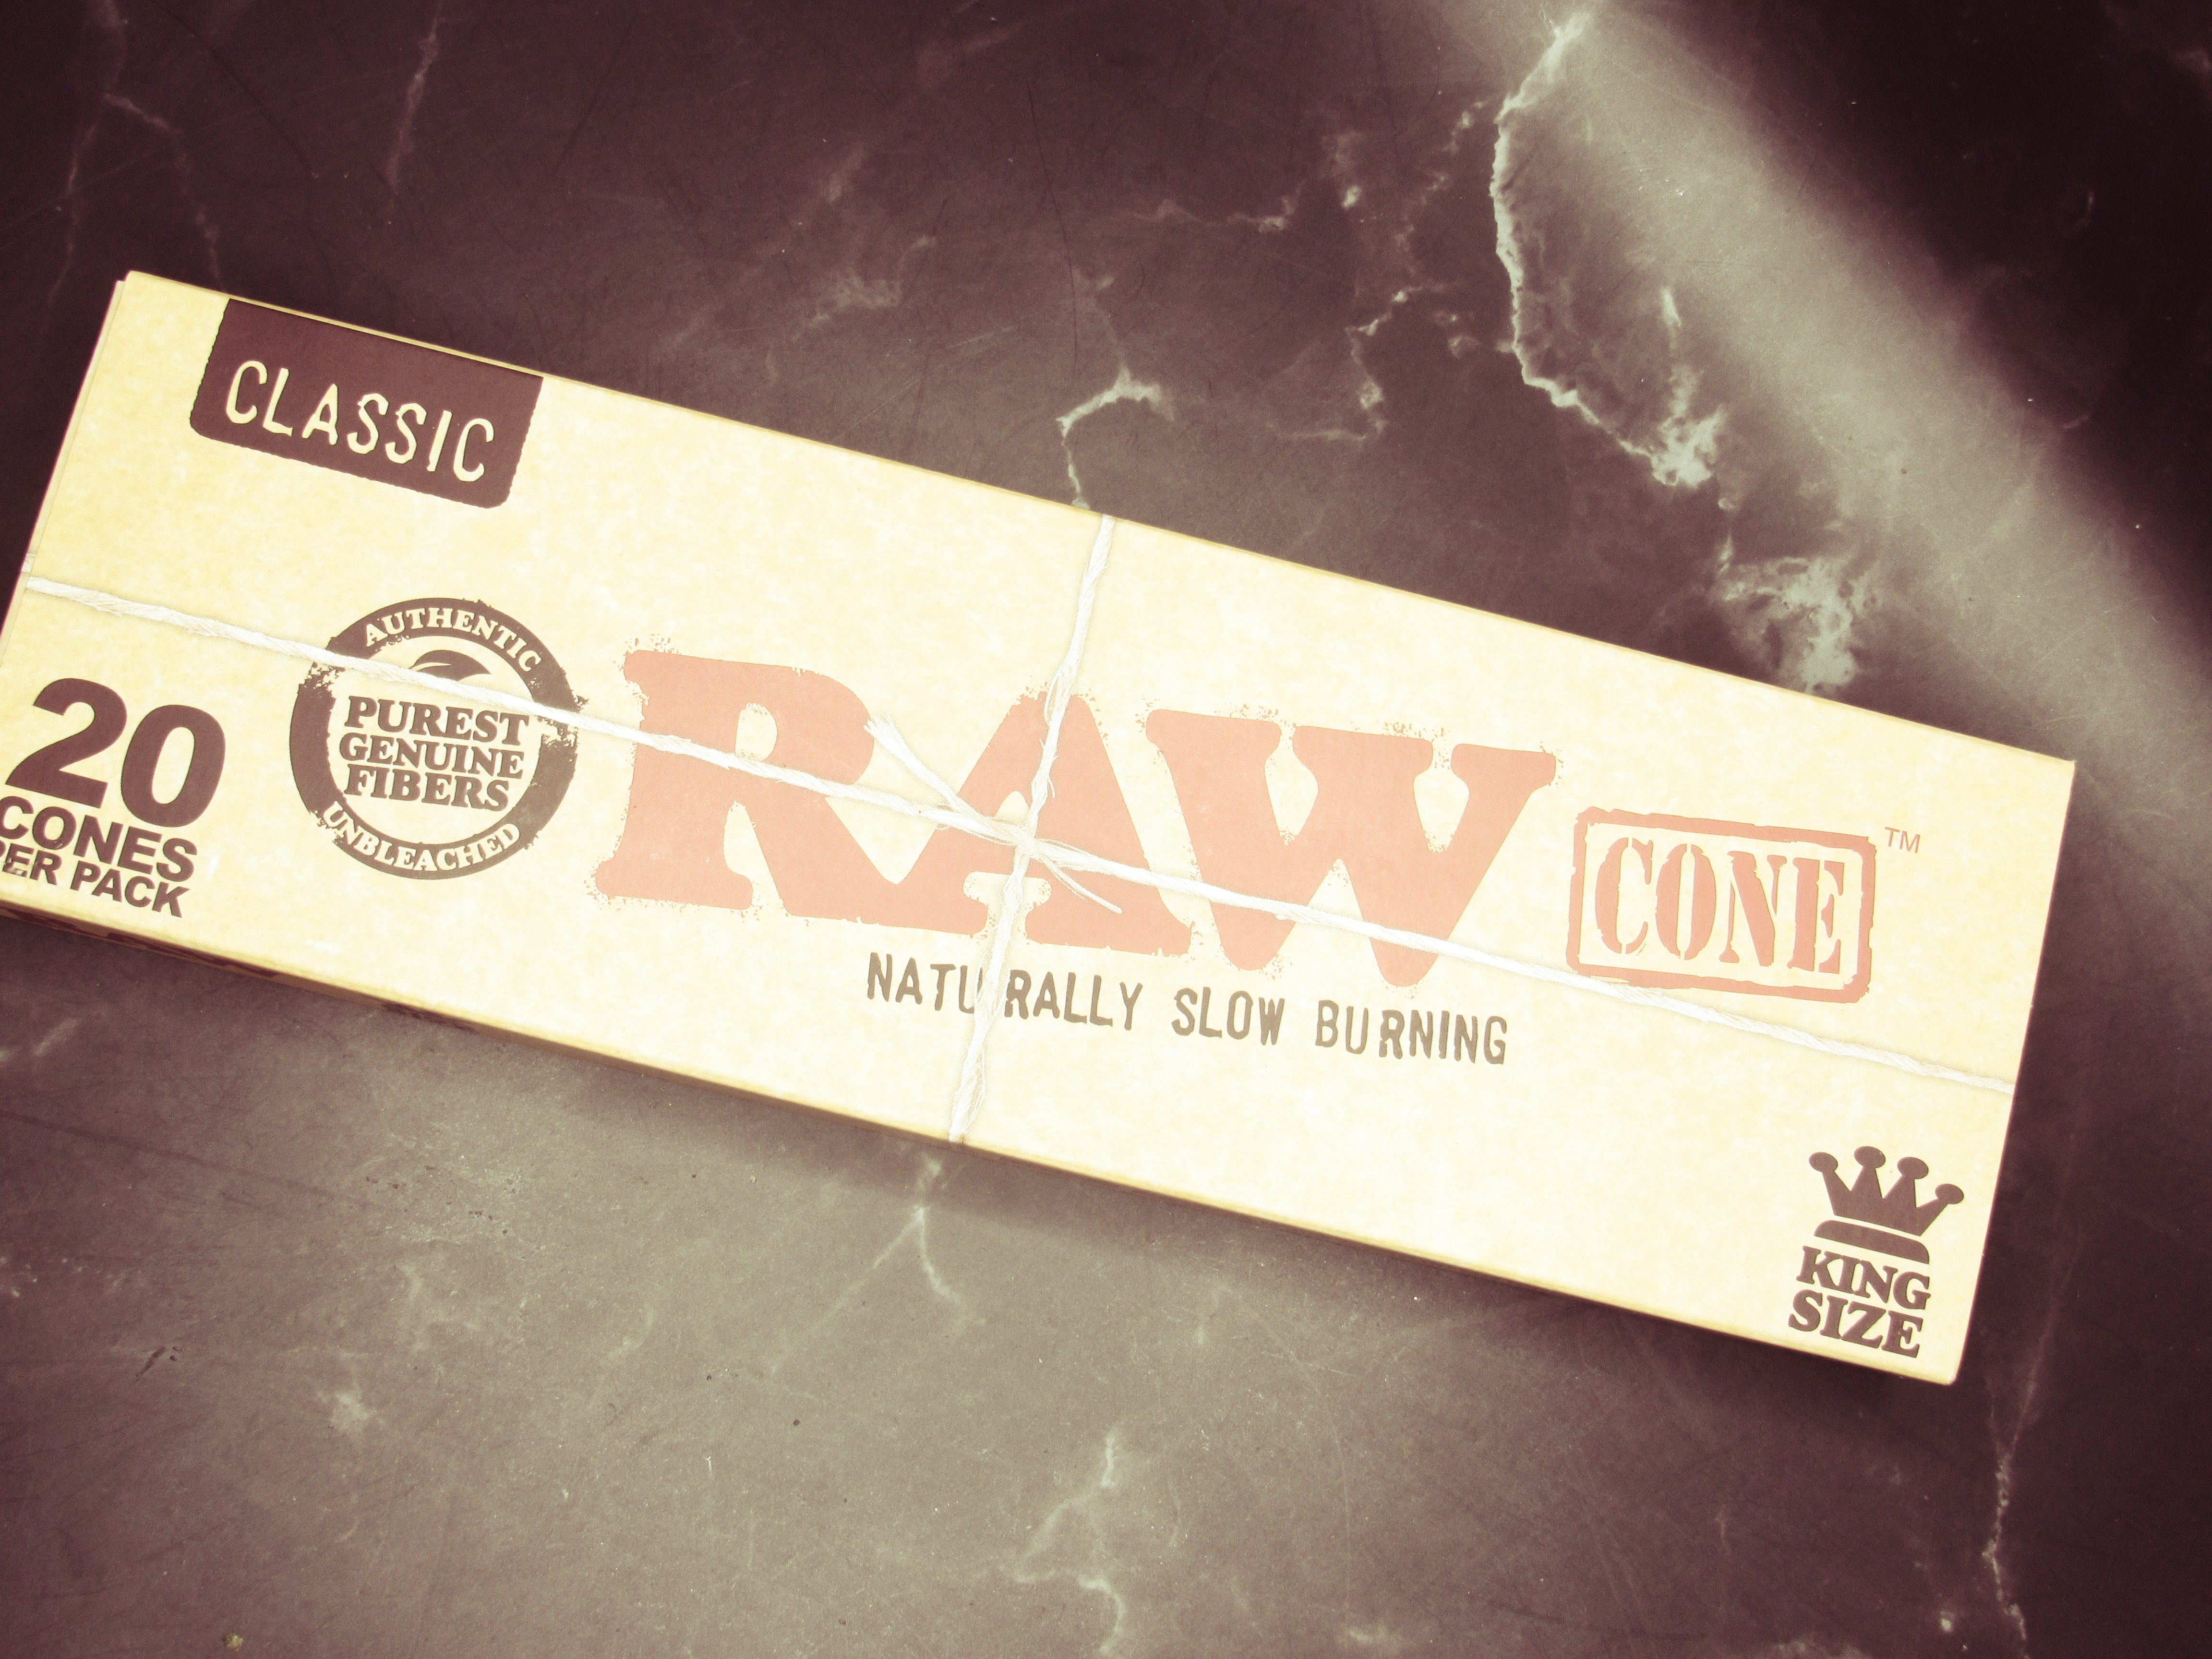 CLASSIC
AUTHENTIC
PUREST
GENUINE
FIBERS
UNBLEACHED
20
CONES
PER PACK
RAW
CONE
TM
NATURALLY SLOW BURNING
KING
SIZE